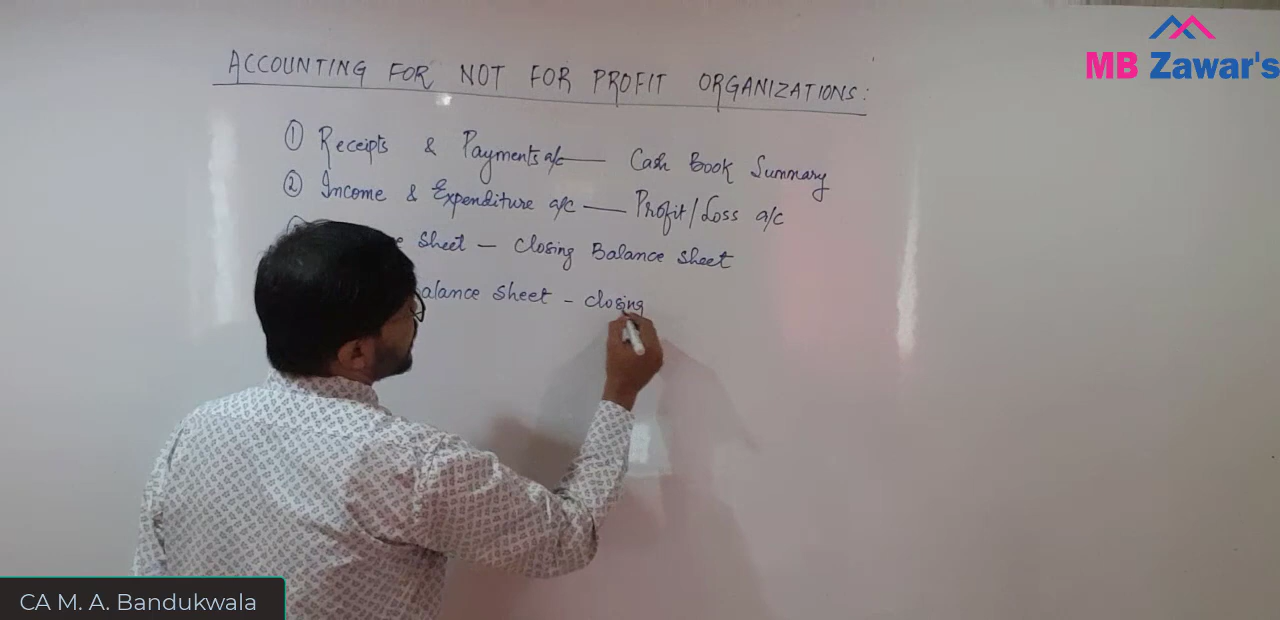 MB Zawar's
ACCOUNTING FOR NOT FOR PROFIT ORGANIZATIONS:
① Receipts & Payments a/c — Cash Book Summary
② Income & Expenditure a/c — Profit/Loss a/c
Sheet — Closing Balance Sheet
Sheet - Closing
CA M. A. Bandukwala